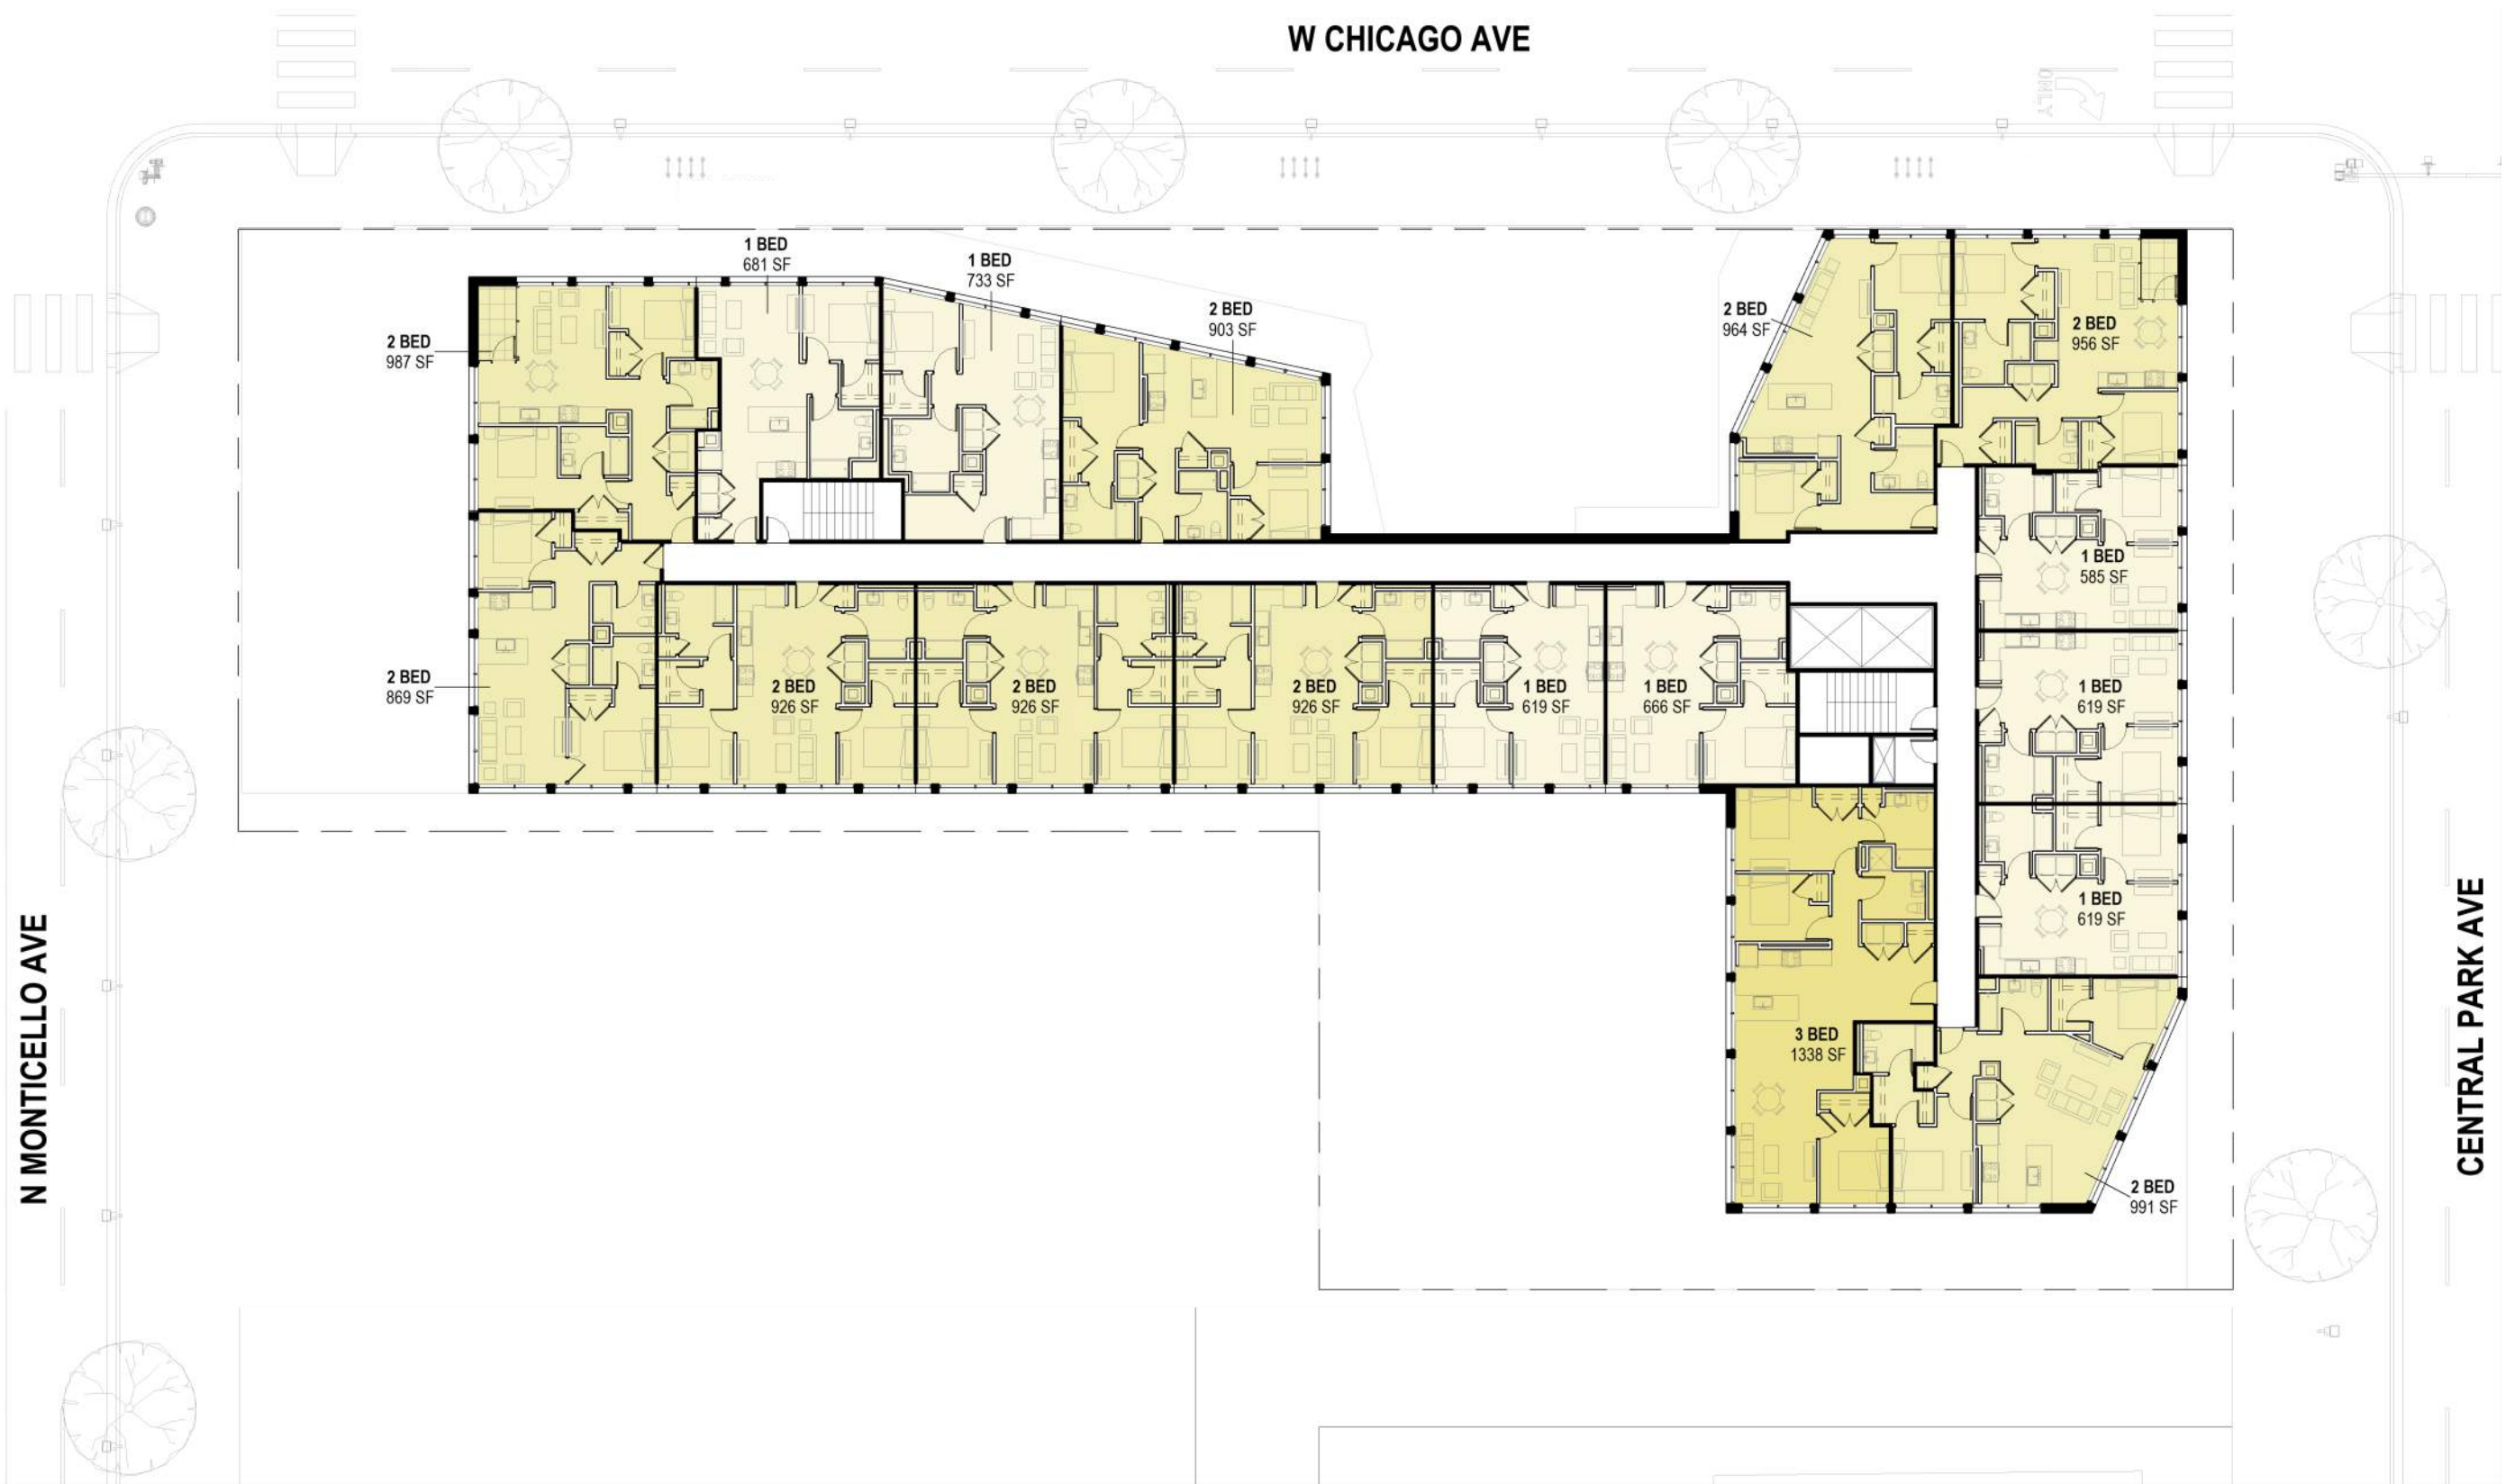 W CHICAGO AVE
ONLY
1 BED
681 SF
1 BED
733 SF
2 BED
903 SF
2 BED
964 SF
2 BED
987 SF
2 BED
956 SF
1 BED
585 SF
2 BED
869 SF
2 BED
926 SF
2 BED
926 SF
2 BED
926 SF
1 BED
619 SF
1 BED
666 SF
1 BED
619 SF
1 BED
619 SF
3 BED
1338 SF
2 BED
991 SF
N MONTICELLO AVE
CENTRAL PARK AVE